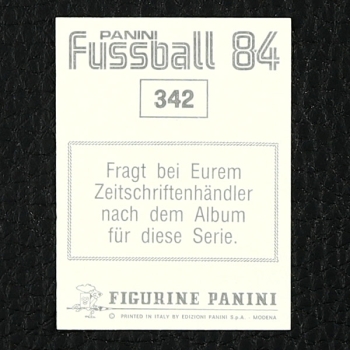 PANINI
Fussball 84
342
Fragt bei Eurem
Zeitschriftenhändler
nach dem Album
für diese Serie.
FIGURINE PANINI
© PRINTED IN ITALY BY EDIZIONI PANINI S.p.A. - MODENA